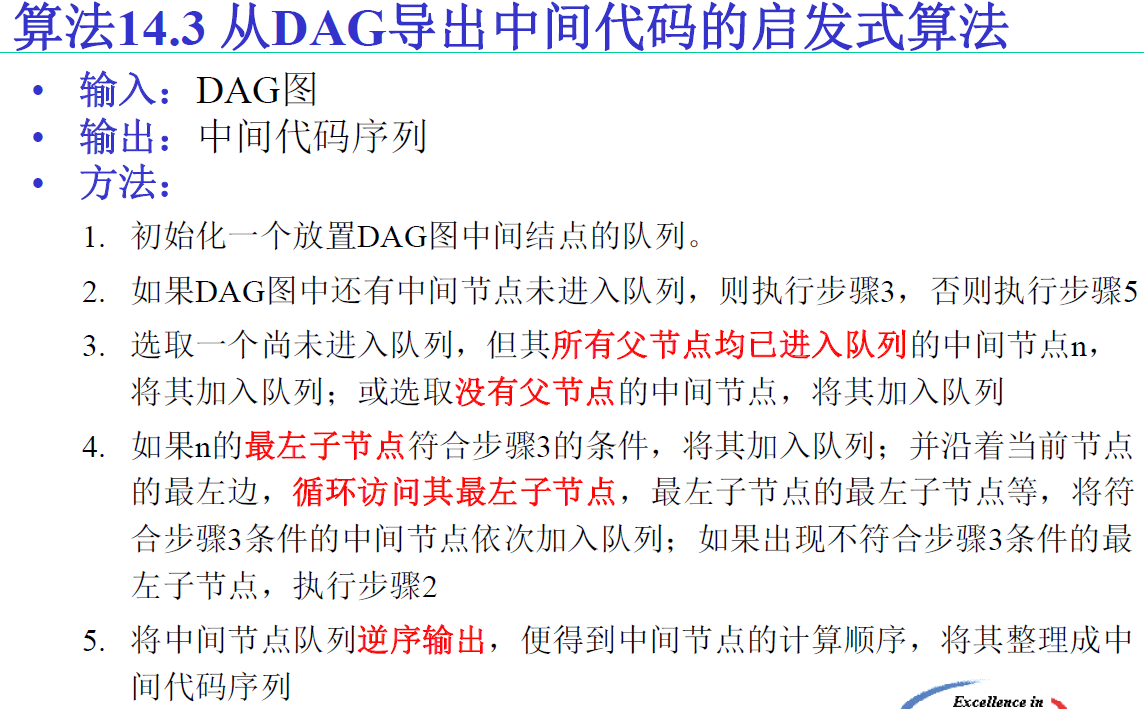 算法14.3 从DAG导出中间代码的启发式算法
• 输入：DAG图
• 输出：中间代码序列
• 方法：
1. 初始化一个放置DAG图中间结点的队列。
2. 如果DAG图中还有中间节点未进入队列，则执行步骤3，否则执行步骤5
3. 选取一个尚未进入队列，但其所有父节点均已进入队列的中间节点n，
将其加入队列；或选取没有父节点的中间节点，将其加入队列
4. 如果n的最左子节点符合步骤3的条件，将其加入队列；并沿着当前节点
的最左边，循环访问其最左子节点，最左子节点的最左子节点等，将符
合步骤3条件的中间节点依次加入队列；如果出现不符合步骤3条件的最
左子节点，执行步骤2
5. 将中间节点队列逆序输出，便得到中间节点的计算顺序，将其整理成中
间代码序列
Excellence in